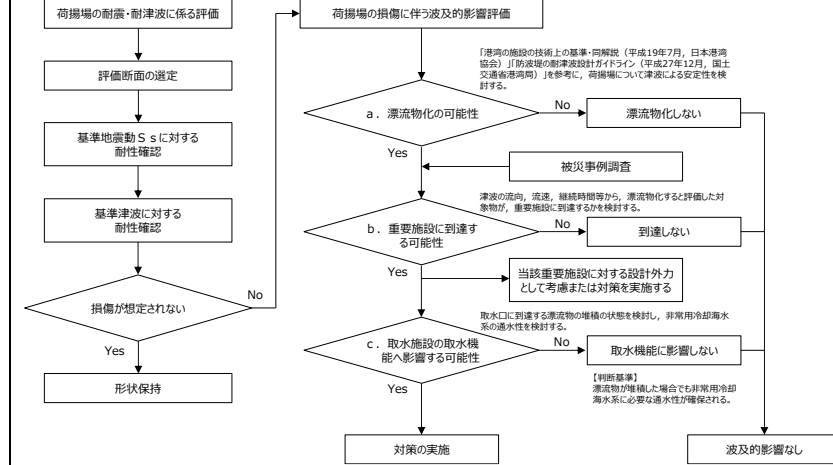 荷揚場の耐震・耐津波に係る評価
評価断面の選定
基準地震動Ｓｓに対する
耐性確認
基準津波に対する
耐性確認
損傷が想定されない
No
Yes
形状保持
荷揚場の損傷に伴う波及的影響評価
「港湾の施設の技術上の基準・同解説（平成19年7月，日本港湾
協会）」「防波堤の耐津波設計ガイドライン（平成27年12月，国土
交通省港湾局）」を参考に，荷揚場について津波による安定性を検
討する。
a．漂流物化の可能性
No
漂流物化しない
Yes
被災事例調査
津波の流向，流速，継続時間等から，漂流物化すると評価した対
象物が，重要施設に到達するかを検討する。
b．重要施設に到達す
る可能性
No
到達しない
Yes
当該重要施設に対する設計外力
として考慮または対策を実施する
取水口に到達する漂流物の堆積の状態を検討し，非常用冷却海水
系の通水性を検討する。
c．取水施設の取水機
能へ影響する可能性
No
取水機能に影響しない
Yes
【判断基準】
漂流物が堆積した場合でも非常用冷却
海水系に必要な通水性が確保される。
対策の実施
波及的影響なし